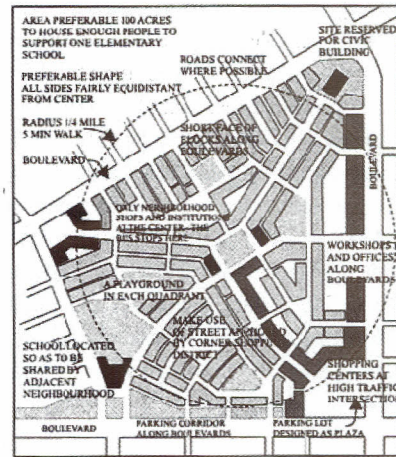 AREA PREFERABLE 100 ACRES
TO HOUSE ENOUGH PEOPLE TO
SUPPORT ONE ELEMENTARY
SCHOOL
SITE RESERVED
FOR CIVIC
BUILDING
PREFERABLE SHAPE
ALL SIDES FAIRLY EQUIDISTANT
FROM CENTER
ROADS CONNECT
WHERE POSSIBLE
RADIUS 1/4 MILE
5 MIN WALK
BOULEVARD
SHORT FACE OF
BLOCKS ALONG
BOULEVARDS
BOULEVARD
ONLY NEIGHBORHOOD
SHOPS AND INSTITUTIONS
AT THE CENTER - THE
BUS STOPS HERE
WORKSHOPS
AND OFFICES
ALONG
BOULEVARDS
A PLAYGROUND
IN EACH QUADRANT
MAKE USE
OF STREET
BY CORNER SHOPPING
DISTRICT
SCHOOL LOCATED
SO AS TO BE
SHARED BY
ADJACENT
NEIGHBOURHOOD
SHOPPING
CENTERS AT
HIGH TRAFFIC
INTERSECTION
BOULEVARD
PARKING CORRIDOR
ALONG BOULEVARDS
PARKING LOT
DESIGNED AS PLAZA